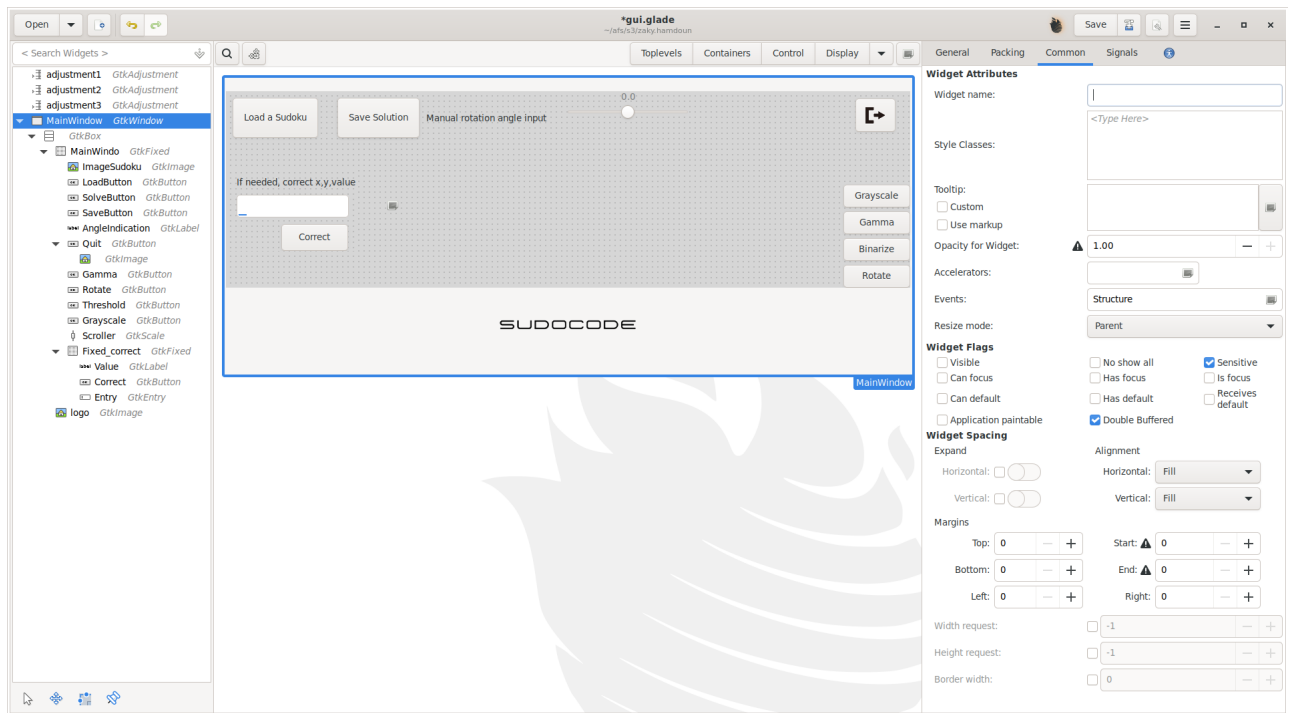 Open
*gui.glade
~/afs/s3/zaky.hamdoun
Save
< Search Widgets >
Toplevels Containers Control Display
General Packing Common Signals
adjustment1 GtkAdjustment
adjustment2 GtkAdjustment
adjustment3 GtkAdjustment
MainWindow GtkWindow
GtkBox
MainWindo GtkFixed
ImageSudoku GtkImage
LoadButton GtkButton
SolveButton GtkButton
SaveButton GtkButton
AngleIndication GtkLabel
Quit GtkButton
GtkImage
Gamma GtkButton
Rotate GtkButton
Threshold GtkButton
Grayscale GtkButton
Scroller GtkScale
Fixed_correct GtkFixed
Value GtkLabel
Correct GtkButton
Entry GtkEntry
logo GtkImage
0.0
Load a Sudoku Save Solution Manual rotation angle input
If needed, correct x,y,value
Correct
Grayscale
Gamma
Binarize
Rotate
SUDOCODE
MainWindow
Widget Attributes
Widget name:
<Type Here>
Style Classes:
Tooltip:
Custom
Use markup
Opacity for Widget: 1.00
Accelerators:
Events: Structure
Resize mode: Parent
Widget Flags
Visible No show all Sensitive
Can focus Has focus Is focus
Can default Has default Receives default
Application paintable Double Buffered
Widget Spacing
Expand Alignment
Horizontal: Horizontal: Fill
Vertical: Vertical: Fill
Margins
Top: 0 Start: 0
Bottom: 0 End: 0
Left: 0 Right: 0
Width request: -1
Height request: -1
Border width: 0